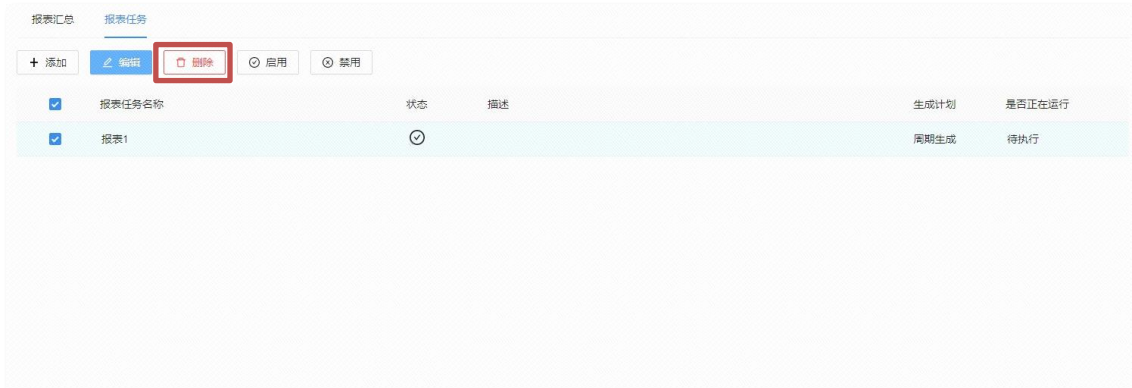 报表汇总 报表任务
添加 编辑 删除 启用 禁用
报表任务名称 状态 描述 生成计划 是否正在运行
报表1 周期生成 待执行